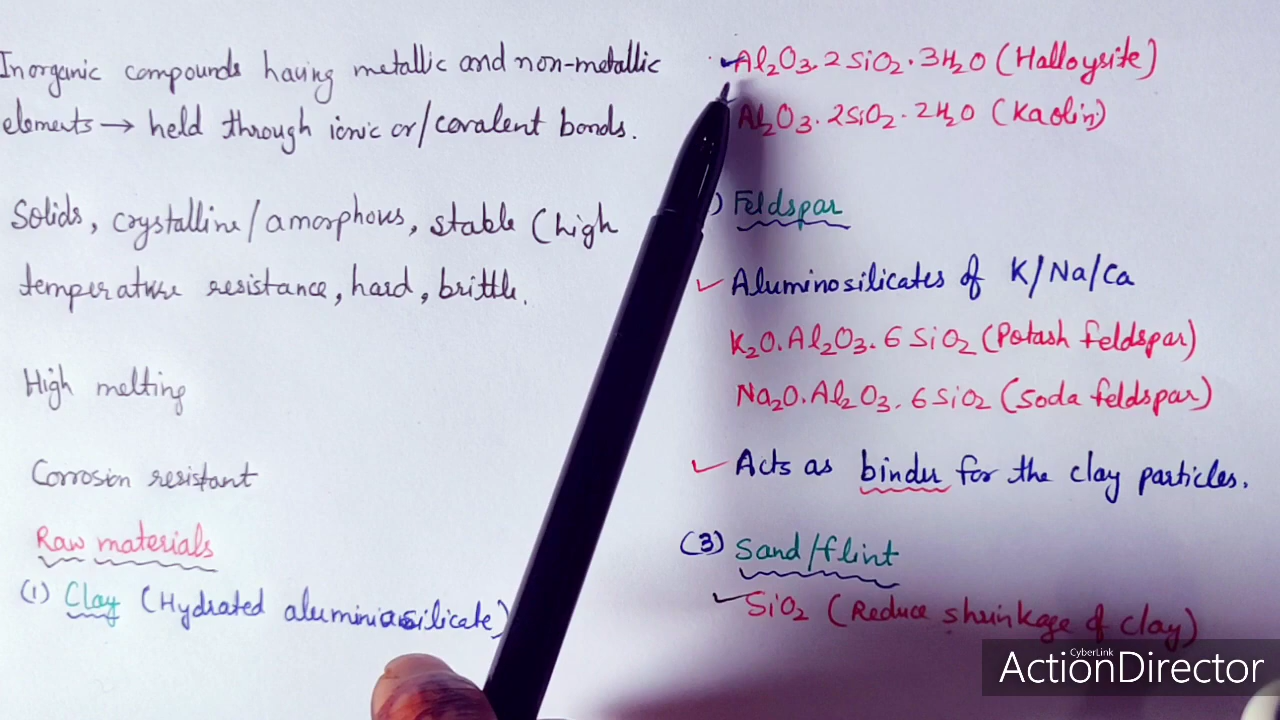 Inorganic compounds having metallic and non-metallic
elements → held through ionic or/covalent bonds.
Solids, crystalline/amorphous, stable (high
temperature resistance, hard, brittle.
High melting
Corrosion resistant
Raw materials
(1) Clay (Hydrated aluminiasilicate)
Al₂O₃.2SiO₂.3H₂O (Halloysite)
Al₂O₃.2SiO₂.2H₂O (Kaolin)
) Feldspar
✓ Aluminosilicates of K/Na/Ca
K₂O.Al₂O₃.6SiO₂ (Potash feldspar)
Na₂O.Al₂O₃.6SiO₂ (Soda feldspar)
✓ Acts as binder for the clay particles.
(3) Sand/flint
✓ SiO₂ (Reduce shrinkage of clay)
CyberLink
ActionDirector